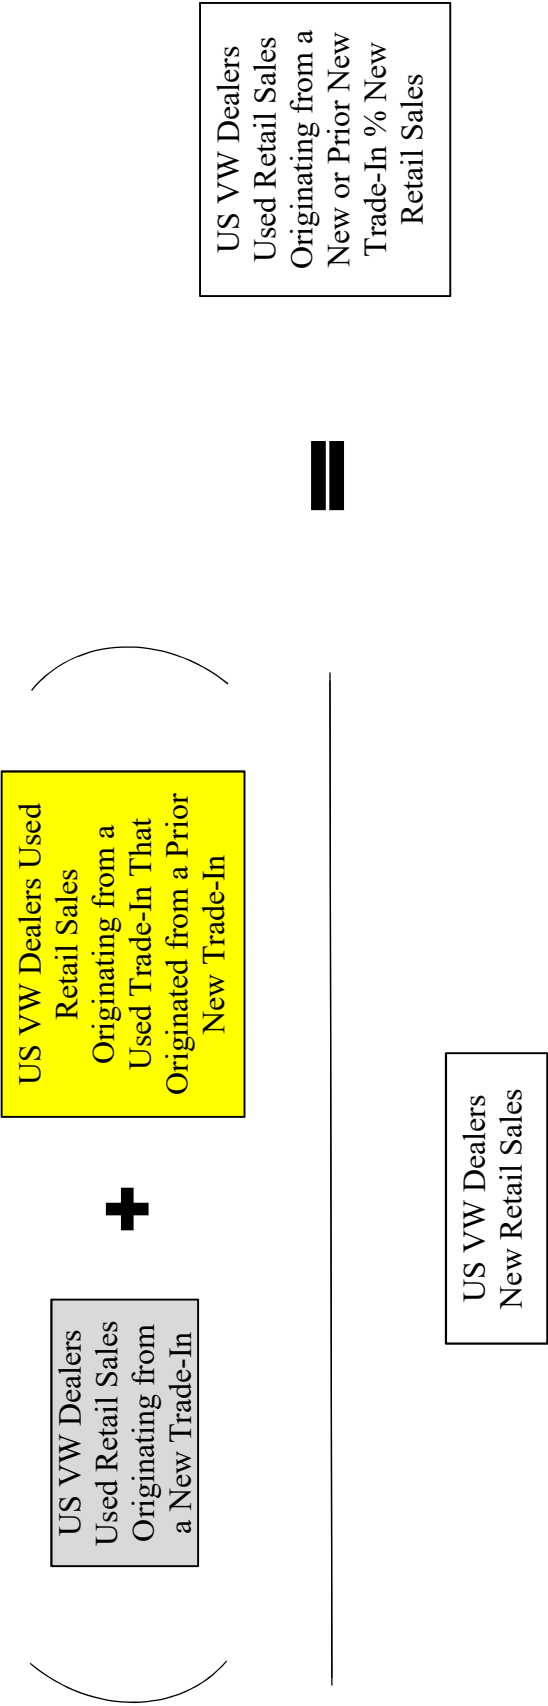 US VW Dealers
Used Retail Sales
Originating from
a New Trade-In
+
US VW Dealers Used
Retail Sales
Originating from a
Used Trade-In That
Originated from a Prior
New Trade-In
US VW Dealers
New Retail Sales
=
US VW Dealers
Used Retail Sales
Originating from a
New or Prior New
Trade-In % New
Retail Sales